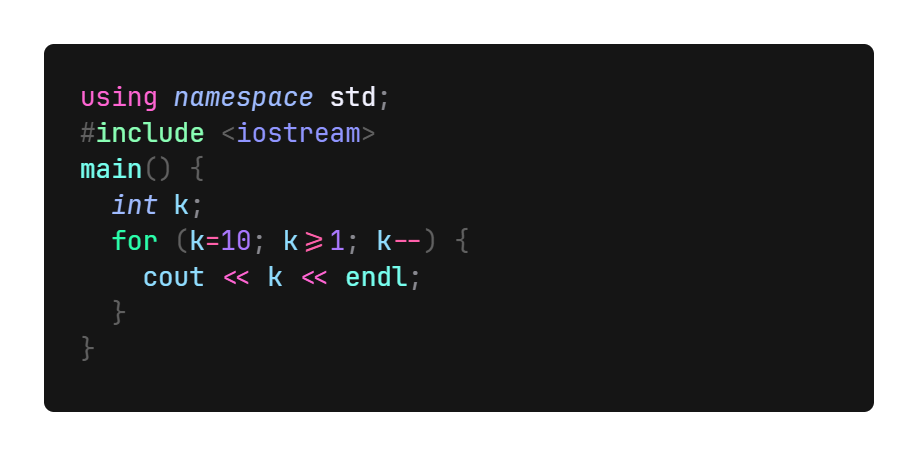 using namespace std;
#include <iostream>
main() {
  int k;
  for (k=10; k>=1; k--) {
    cout << k << endl;
  }
}